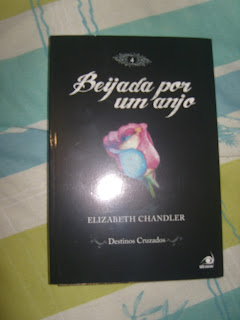 4
Beijada por
um anjo
ELIZABETH CHANDLER
Destinos Cruzados